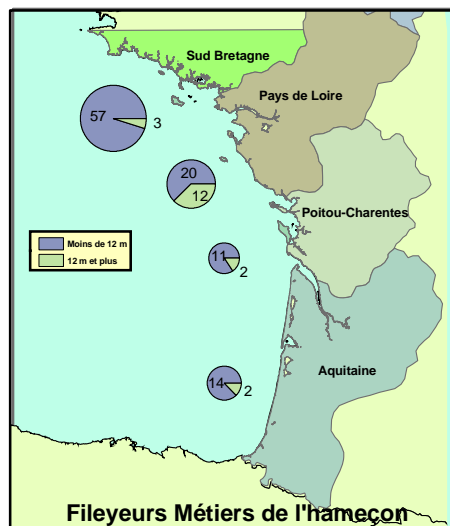 Sud Bretagne
57
3
Pays de Loire
20
12
Poitou-Charentes
Moins de 12 m
12 m et plus
11
2
Aquitaine
14
2
Fileyeurs Métiers de l'hameçon